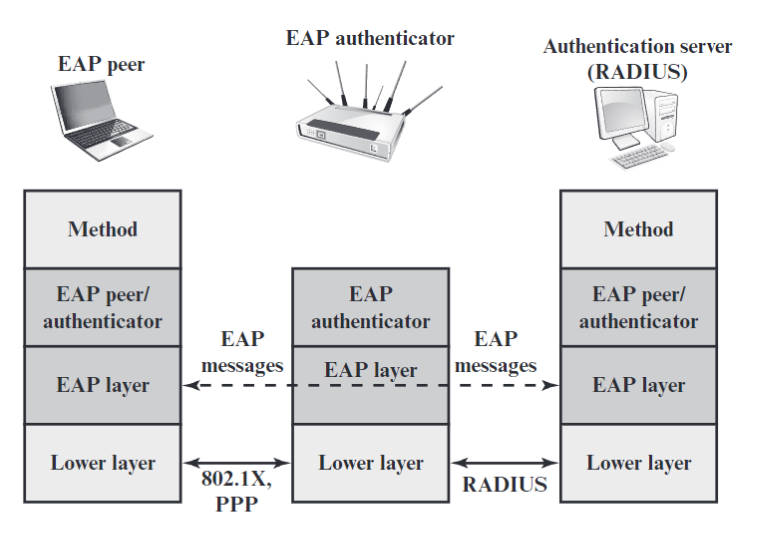 EAP peer
EAP authenticator
Authentication server
(RADIUS)
Method
EAP peer/
authenticator
EAP layer
Lower layer
EAP
messages
802.1X,
PPP
EAP
authenticator
EAP layer
Lower layer
EAP
messages
RADIUS
Method
EAP peer/
authenticator
EAP layer
Lower layer